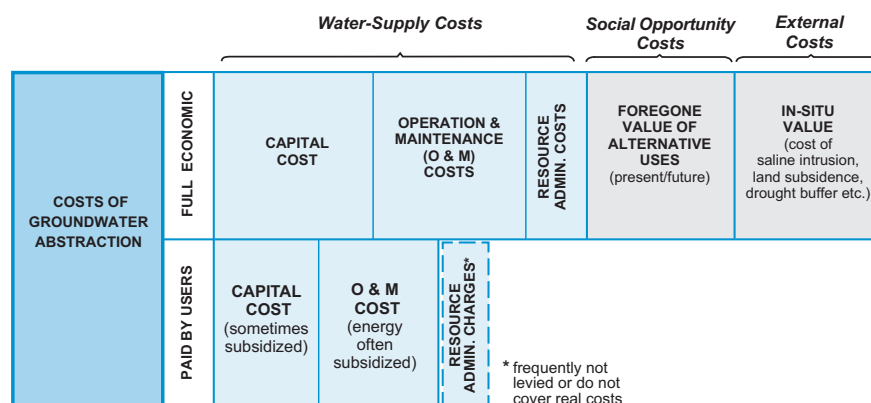 Water-Supply Costs
Social Opportunity
Costs
External
Costs
COSTS OF
GROUNDWATER
ABSTRACTION
FULL ECONOMIC
CAPITAL
COST
OPERATION &
MAINTENANCE
(O & M)
COSTS
RESOURCE
ADMIN. COSTS
FOREGONE
VALUE OF
ALTERNATIVE
USES
(present/future)
IN-SITU
VALUE
(cost of
saline intrusion,
land subsidence,
drought buffer etc.)
PAID BY USERS
CAPITAL
COST
(sometimes
subsidized)
O & M
COST
(energy
often
subsidized)
RESOURCE
ADMIN. CHARGES*
* frequently not
levied or do not
cover real costs